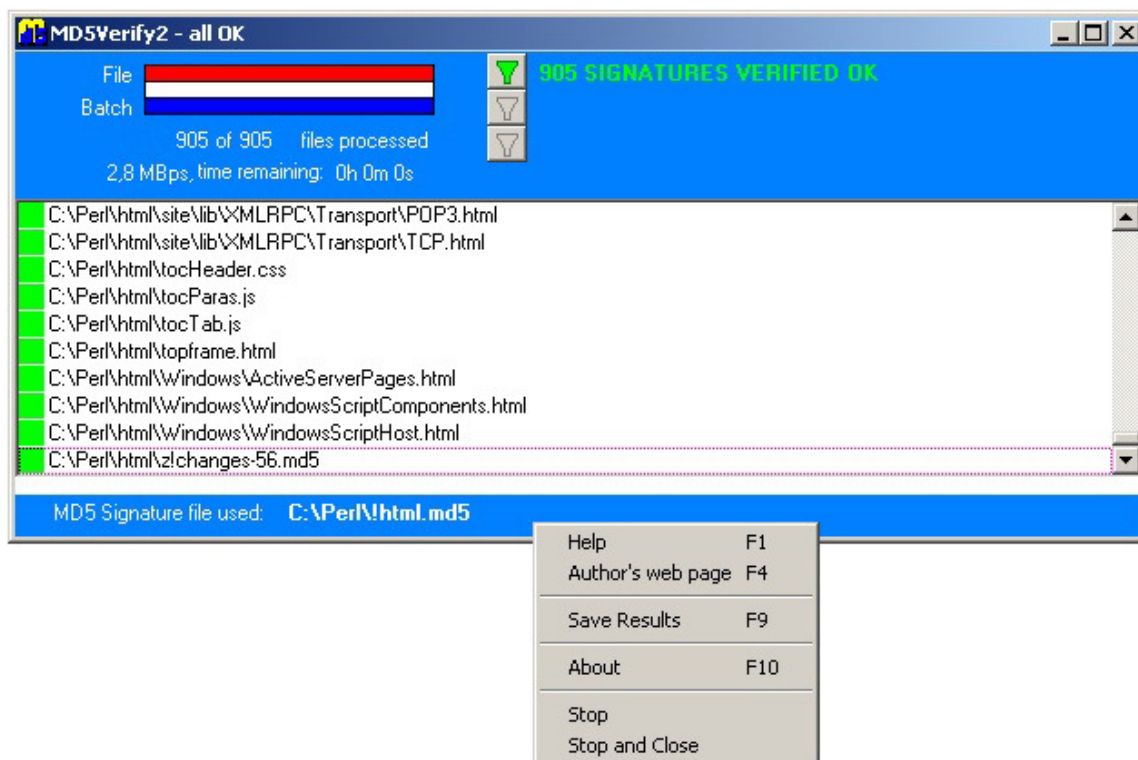 MD5Verify2 - all OK
File
905 SIGNATURES VERIFIED OK
Batch
905 of 905 files processed
2,8 MBps, time remaining: 0h 0m 0s
C:\Perl\html\site\lib\XMLRPC\Transport\POP3.html
C:\Perl\html\site\lib\XMLRPC\Transport\TCP.html
C:\Perl\html\tocHeader.css
C:\Perl\html\tocParas.js
C:\Perl\html\tocTab.js
C:\Perl\html\topframe.html
C:\Perl\html\Windows\ActiveServerPages.html
C:\Perl\html\Windows\WindowsScriptComponents.html
C:\Perl\html\Windows\WindowsScriptHost.html
C:\Perl\html\z!changes-56.md5
MD5 Signature file used: C:\Perl\!html.md5
Help F1
Author's web page F4
Save Results F9
About F10
Stop
Stop and Close